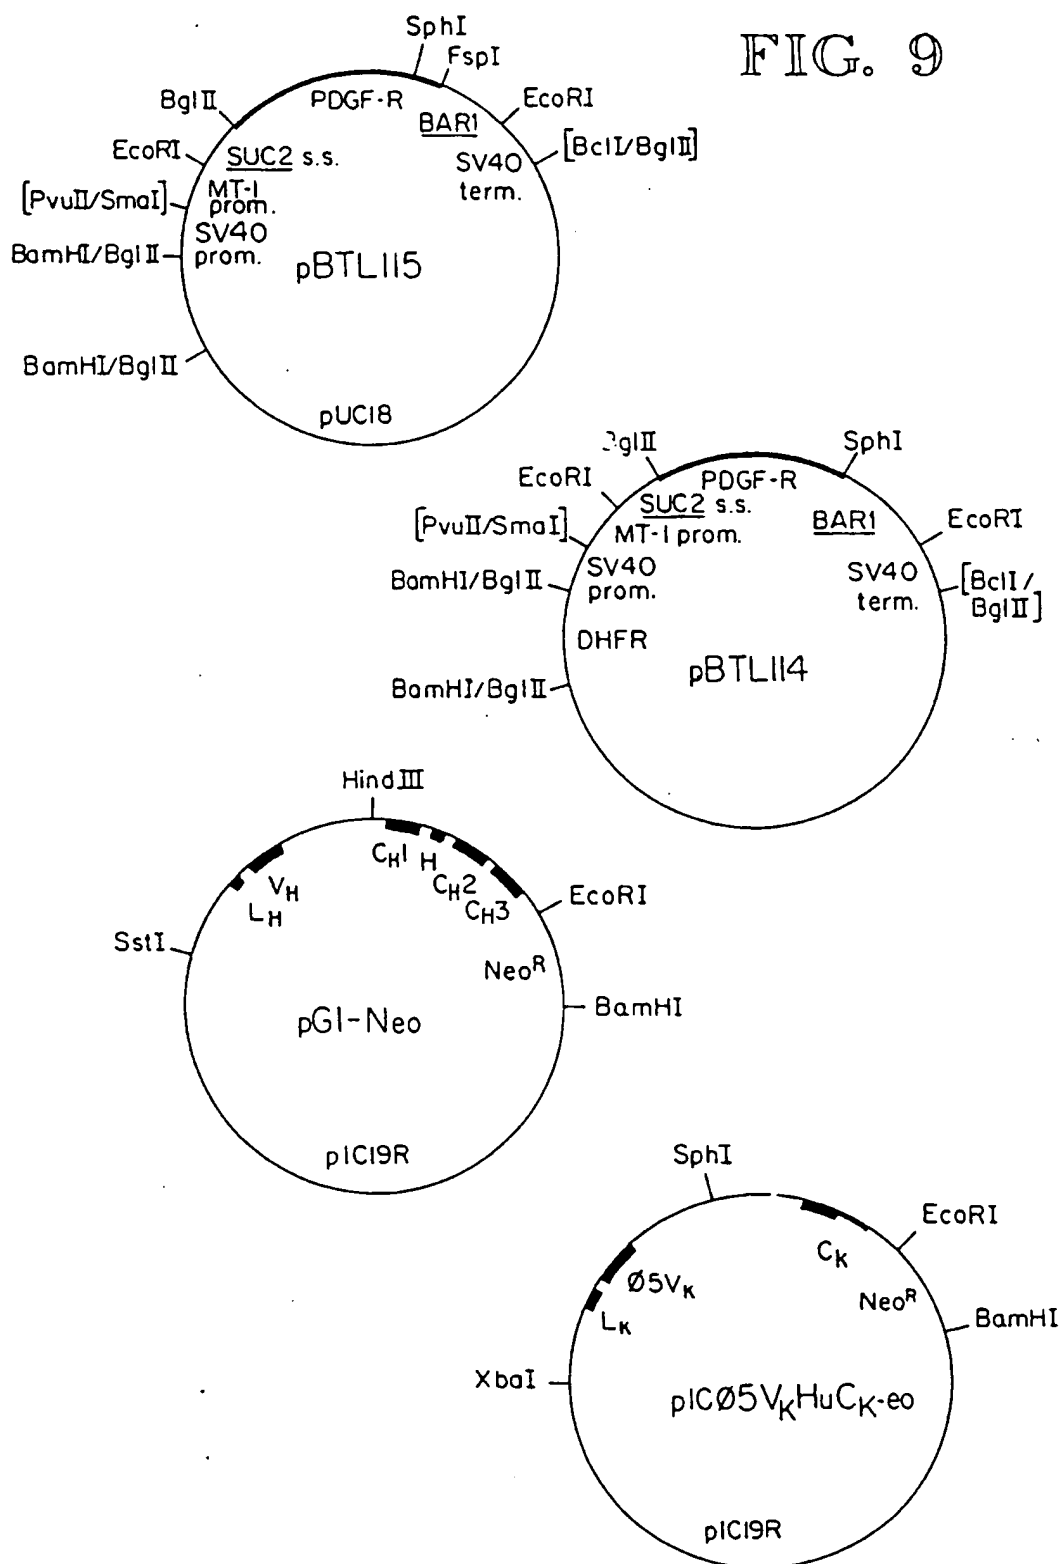 FIG. 9
SphI
FspI
BglII
PDGF-R
EcoRI
BAR1
EcoRI
[BclI/BglII]
SUC2 s.s.
SV40
term.
[PvuII/SmaI]
MT-1
prom.
SV40
prom.
BamHI/BglII
pBTL115
BamHI/BglII
pUC18
BglII
SphI
EcoRI
PDGF-R
SUC2 s.s.
[PvuII/SmaI]
MT-1 prom.
BAR1
EcoRI
BamHI/BglII
SV40
prom.
SV40
term.
[BclI/
BglII]
DHFR
pBTL114
BamHI/BglII
HindIII
CH1
H
CH2
CH3
VH
LH
EcoRI
SstI
NeoR
BamHI
pG1-Neo
pIC19R
SphI
EcoRI
CK
Ø5VK
LK
NeoR
BamHI
XbaI
pICØ5VKHuCK-eo
pIC19R